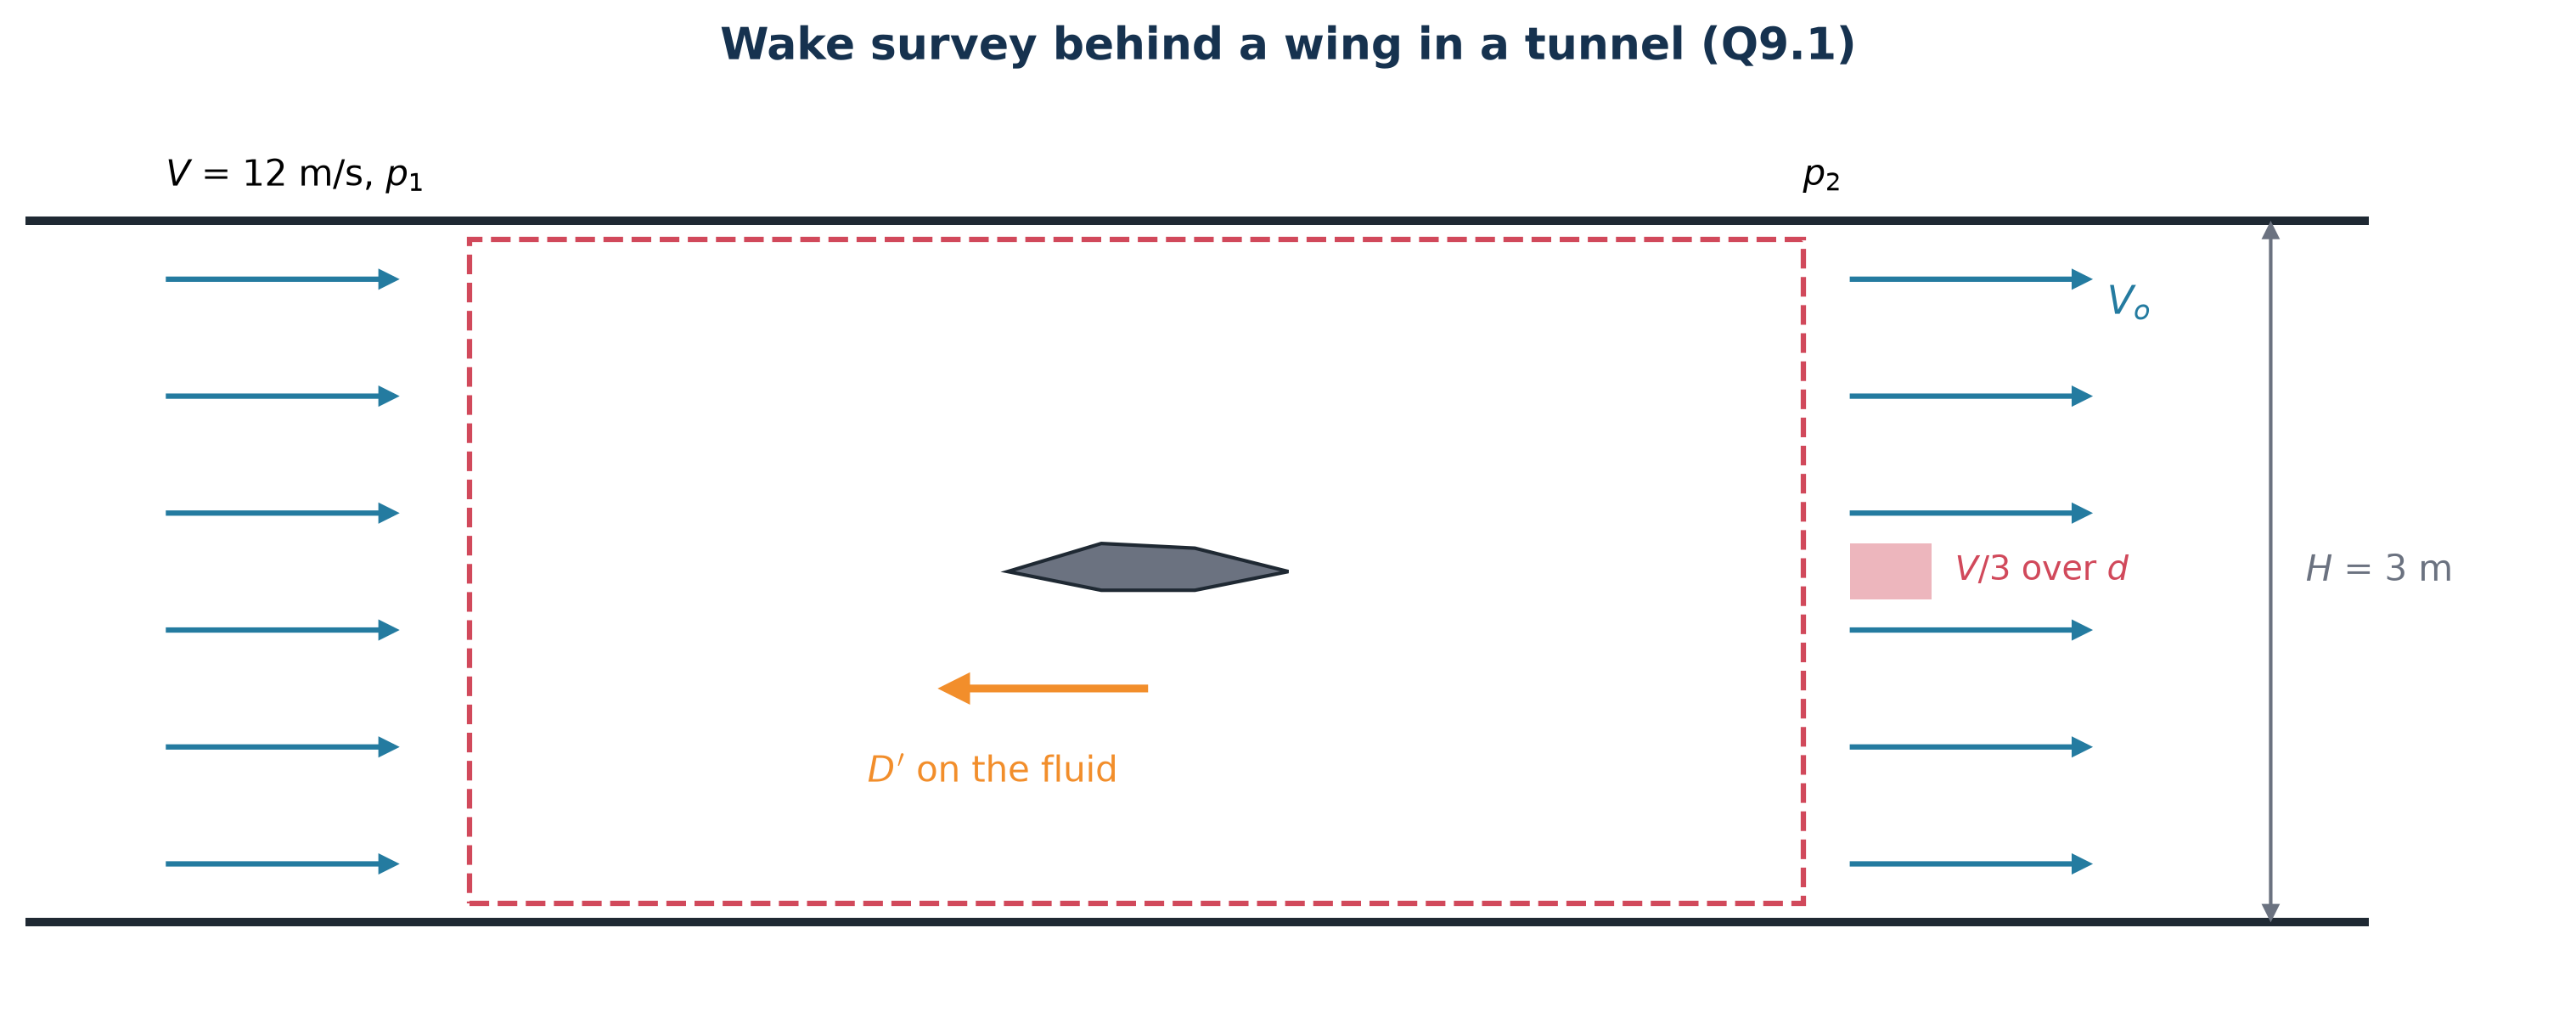 Wake survey behind a wing in a tunnel (Q9.1)
V = 12 m/s, p₁
p₂
Vₒ
V/3 over d
H = 3 m
D′ on the fluid